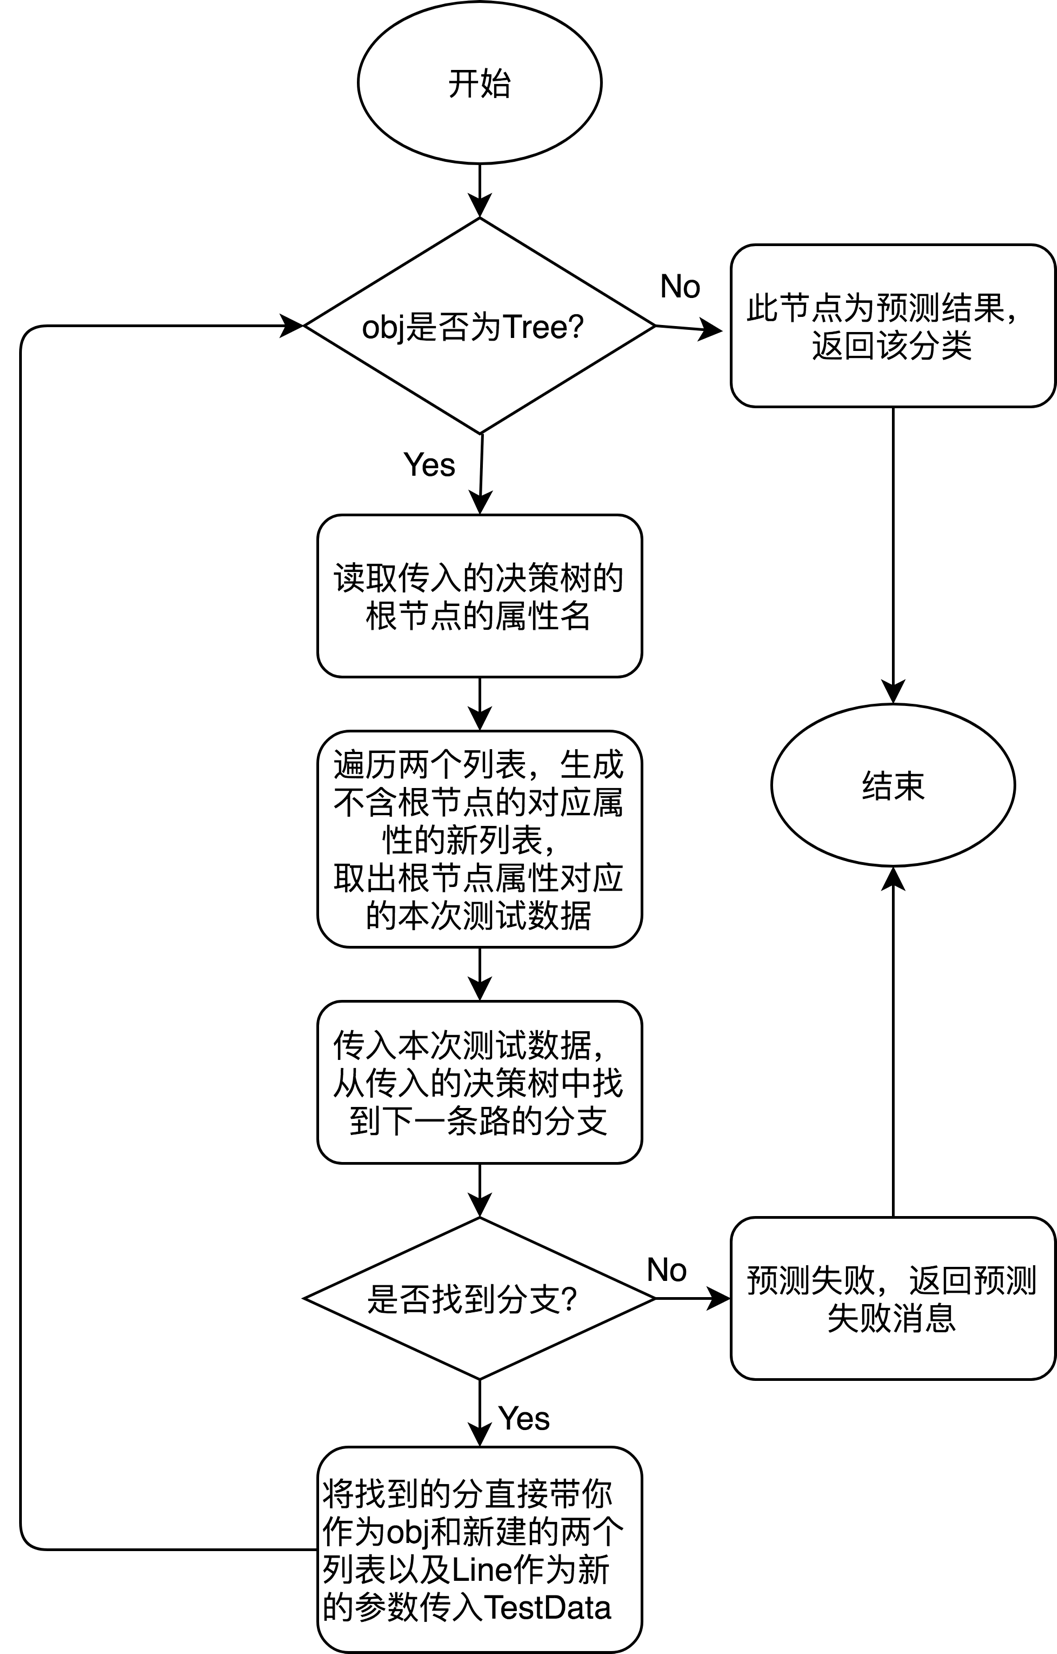 开始
obj是否为Tree?
No
此节点为预测结果，
返回该分类
Yes
读取传入的决策树的
根节点的属性名
遍历两个列表，生成
不含根节点的对应属
性的新列表，
取出根节点属性对应
的本次测试数据
结束
传入本次测试数据，
从传入的决策树中找
到下一条路的分支
是否找到分支?
No
预测失败，返回预测
失败消息
Yes
将找到的分直接带你
作为obj和新建的两个
列表以及Line作为新
的参数传入TestData